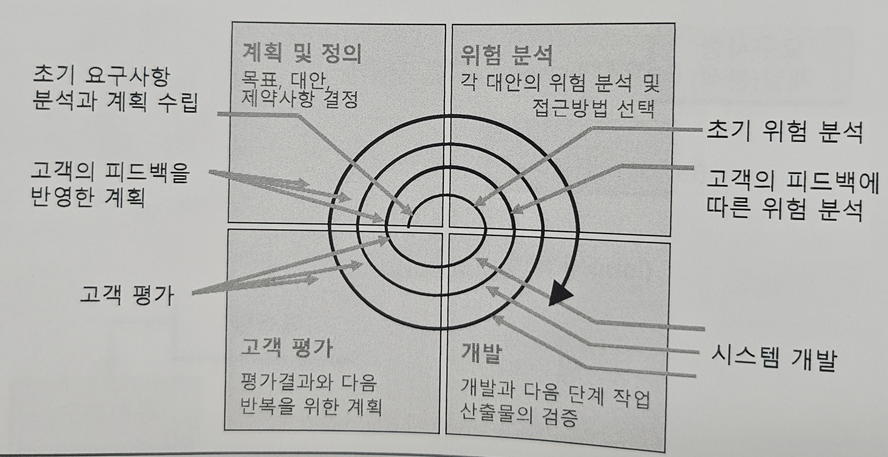 계획 및 정의
목표, 대안,
제약사항 결정
위험 분석
각 대안의 위험 분석 및
접근방법 선택
초기 요구사항
분석과 계획 수립
고객의 피드백을
반영한 계획
고객 평가
초기 위험 분석
고객의 피드백에
따른 위험 분석
시스템 개발
고객 평가
평가결과와 다음
반복을 위한 계획
개발
개발과 다음 단계 작업
산출물의 검증